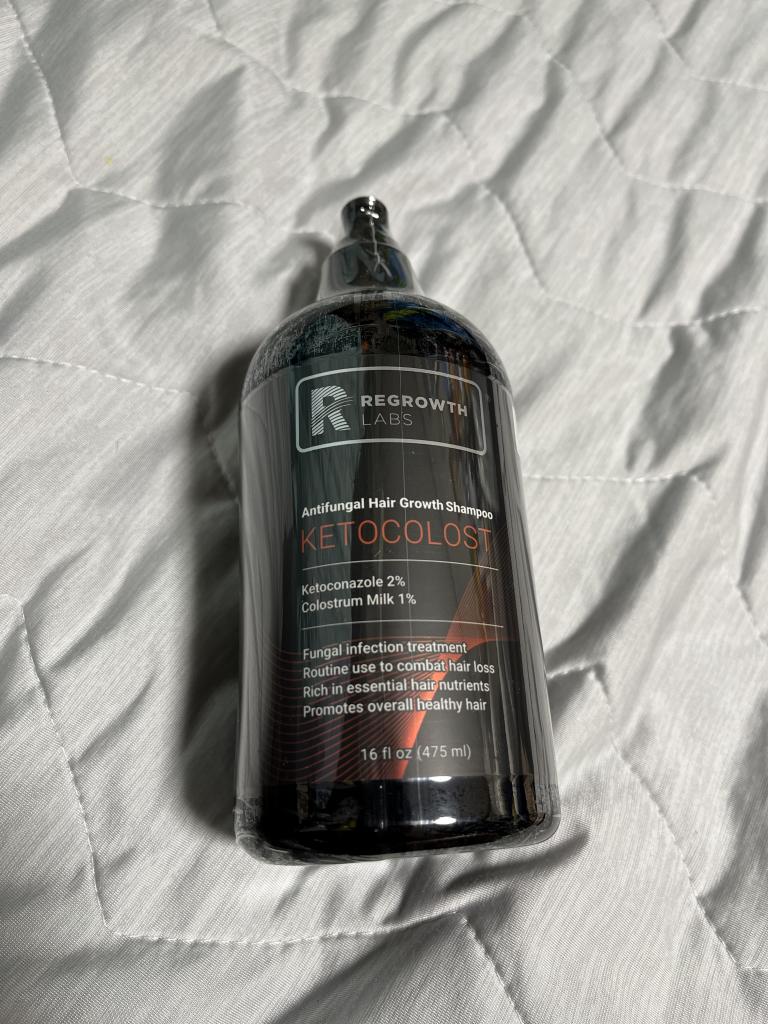 REGROWTH
LABS
Antifungal Hair Growth Shampoo
KETOCOLOST
Ketoconazole 2%
Colostrum Milk 1%
Fungal infection treatment
Routine use to combat hair loss
Rich in essential hair nutrients
Promotes overall healthy hair
16 fl oz (475 ml)